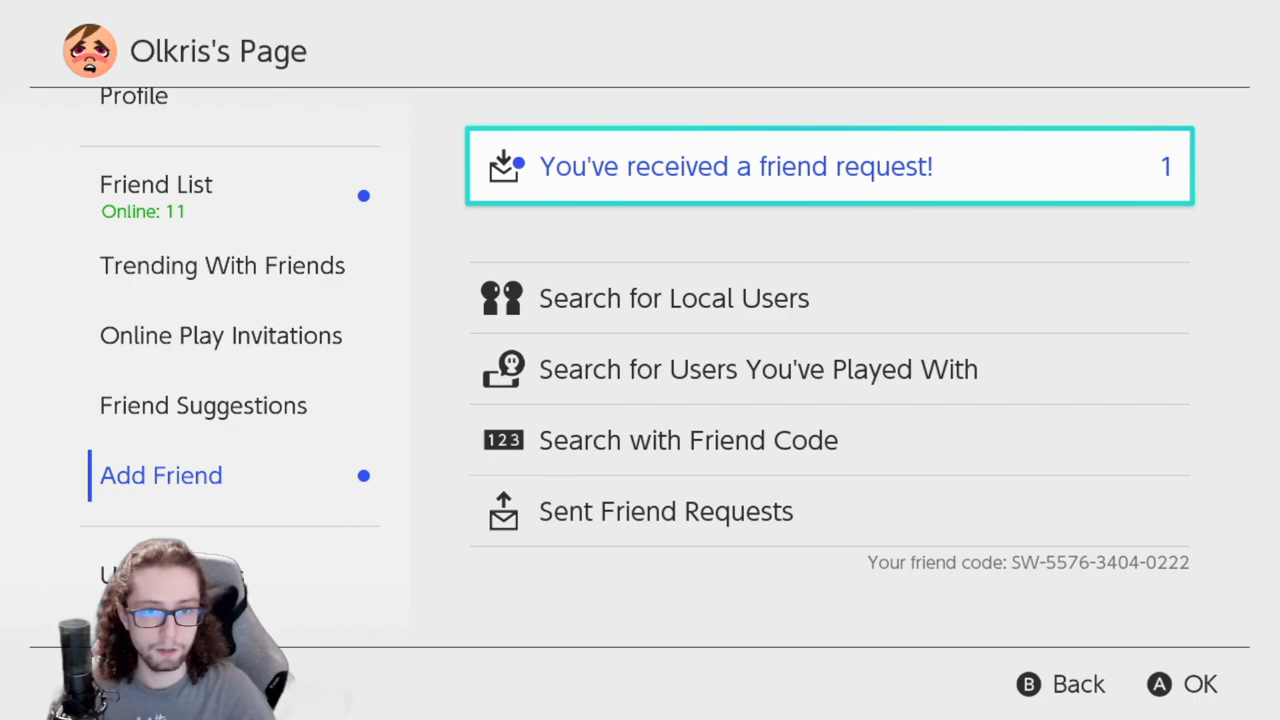 Olkris's Page
Profile
Friend List
Online: 11
Trending With Friends
Online Play Invitations
Friend Suggestions
Add Friend
You've received a friend request! 1
Search for Local Users
Search for Users You've Played With
123 Search with Friend Code
Sent Friend Requests
Your friend code: SW-5576-3404-0222
B Back A OK